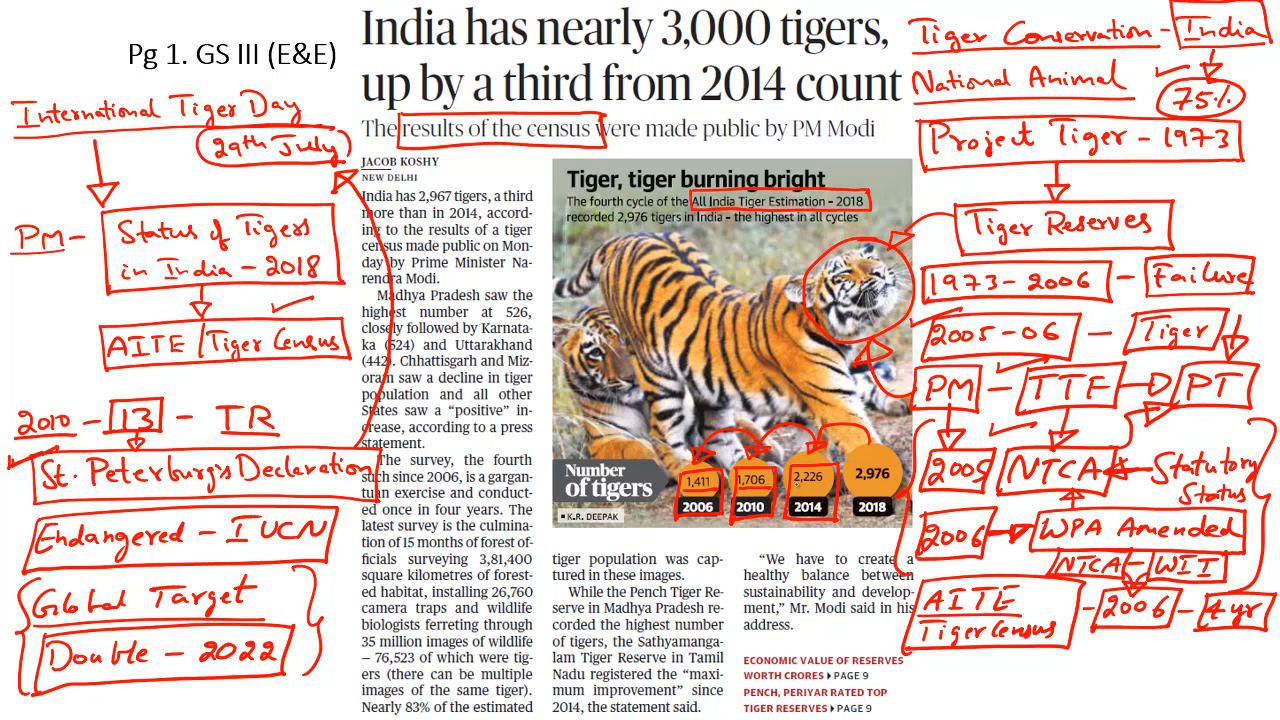 Pg 1. GS III (E&E)
International Tiger Day
29th July
PM - Status of Tigers
in India - 2018
AITE / Tiger Census
2010 - 13 - TR
St. Peterburg's Declaration
Endangered - IUCN
Global Target
Double - 2022
India has nearly 3,000 tigers,
up by a third from 2014 count
The results of the census were made public by PM Modi
JACOB KOSHY
NEW DELHI
India has 2,967 tigers, a third
more than in 2014, accord-
ing to the results of a tiger
census made public on Mon-
day by Prime Minister Na-
rendra Modi.
Madhya Pradesh saw the
highest number at 526,
closely followed by Karnata-
ka (524) and Uttarakhand
(442). Chhattisgarh and Miz-
oram saw a decline in tiger
population and all other
States saw a “positive” in-
crease, according to a press
statement.
The survey, the fourth
such since 2006, is a gargan-
tuan exercise and conduct-
ed once in four years. The
latest survey is the culmina-
tion of 15 months of forest of-
ficials surveying 3,81,400
square kilometres of forest-
ed habitat, installing 26,760
camera traps and wildlife
biologists ferreting through
35 million images of wildlife
– 76,523 of which were tig-
ers (there can be multiple
images of the same tiger).
Nearly 83% of the estimated
Tiger, tiger burning bright
The fourth cycle of the All India Tiger Estimation - 2018
recorded 2,976 tigers in India - the highest in all cycles
Number
of tigers
1,411 1,706 2,226 2,976
2006 2010 2014 2018
K.R. DEEPAK
tiger population was cap-
tured in these images.
While the Pench Tiger Re-
serve in Madhya Pradesh re-
corded the highest number
of tigers, the Sathyamanga-
lam Tiger Reserve in Tamil
Nadu registered the “maxi-
mum improvement” since
2014, the statement said.
“We have to create a
healthy balance between
sustainability and develop-
ment,” Mr. Modi said in his
address.
ECONOMIC VALUE OF RESERVES
WORTH CRORES PAGE 9
PENCH, PERIYAR RATED TOP
TIGER RESERVES PAGE 9
Tiger Conservation - India
National Animal 75%
Project Tiger - 1973
Tiger Reserves
1973 - 2006 - Failure
2005-06 - Tiger
PM - TTF - D PT
2005 NTCA Statutory
Status
2006 WPA Amended
NTCA - WII
AITE - 2006 - 4yr
Tiger Census